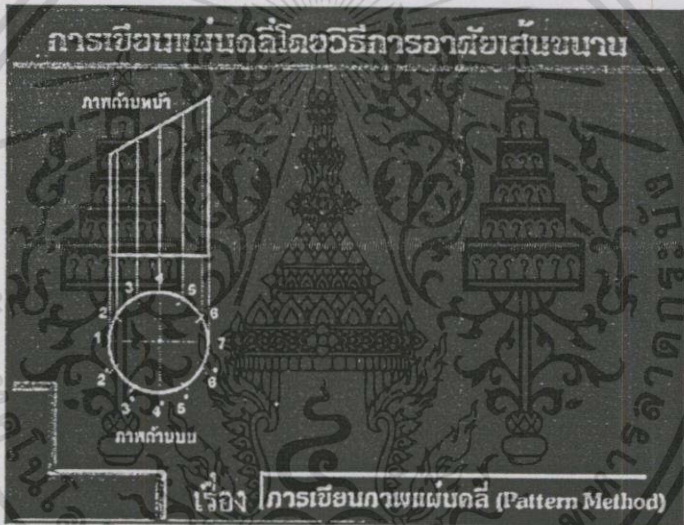 การเขียนแผ่นคลี่โดยวิธีการอาศัยเส้นขนาน
ภาพด้านหน้า
4
3 5
2 6
1 7
2 6
3 5
4
ภาพด้านบน
เรื่อง การเขียนภาพแผ่นคลี่ (Pattern Method)